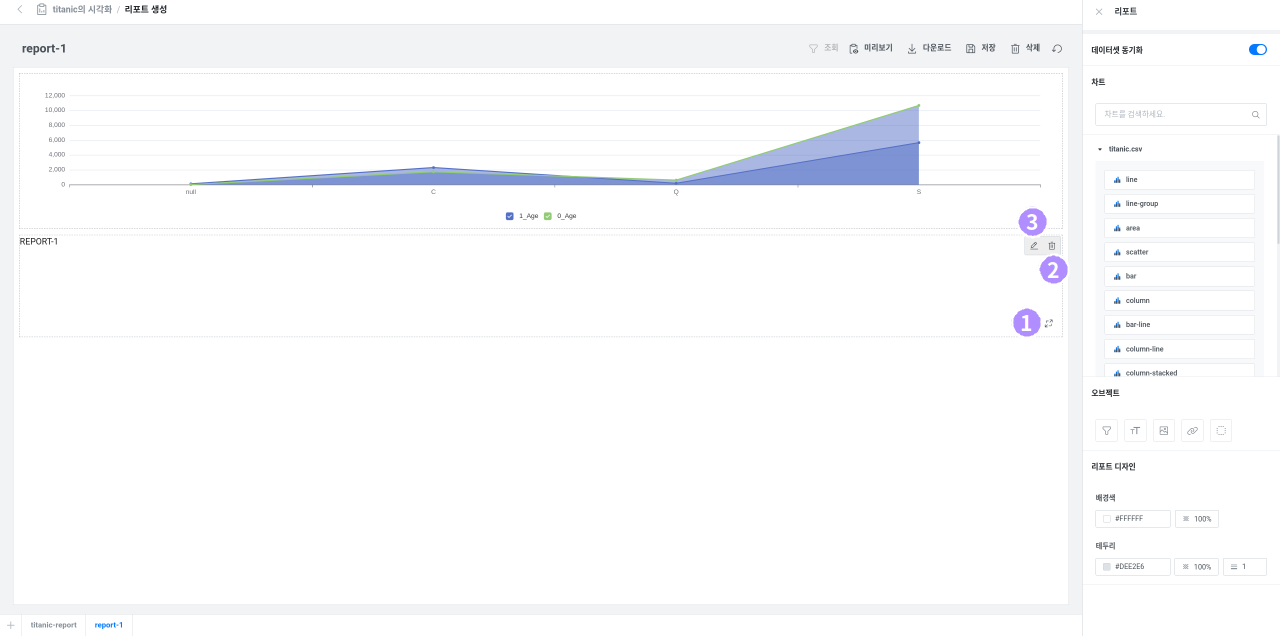 titanic의 시각화 / 리포트 생성
report-1
조회 미리보기 다운로드 저장 삭제
12,000
10,000
8,000
6,000
4,000
2,000
0
null C Q S
1_Age 0_Age
REPORT-1
3
2
1
titanic-report report-1
리포트
데이터셋 동기화
차트
차트를 검색하세요.
titanic.csv
line
line-group
area
scatter
bar
column
bar-line
column-line
column-stacked
오브젝트
TT
리포트 디자인
배경색
#FFFFFF 100%
테두리
#DEE2E6 100% 1